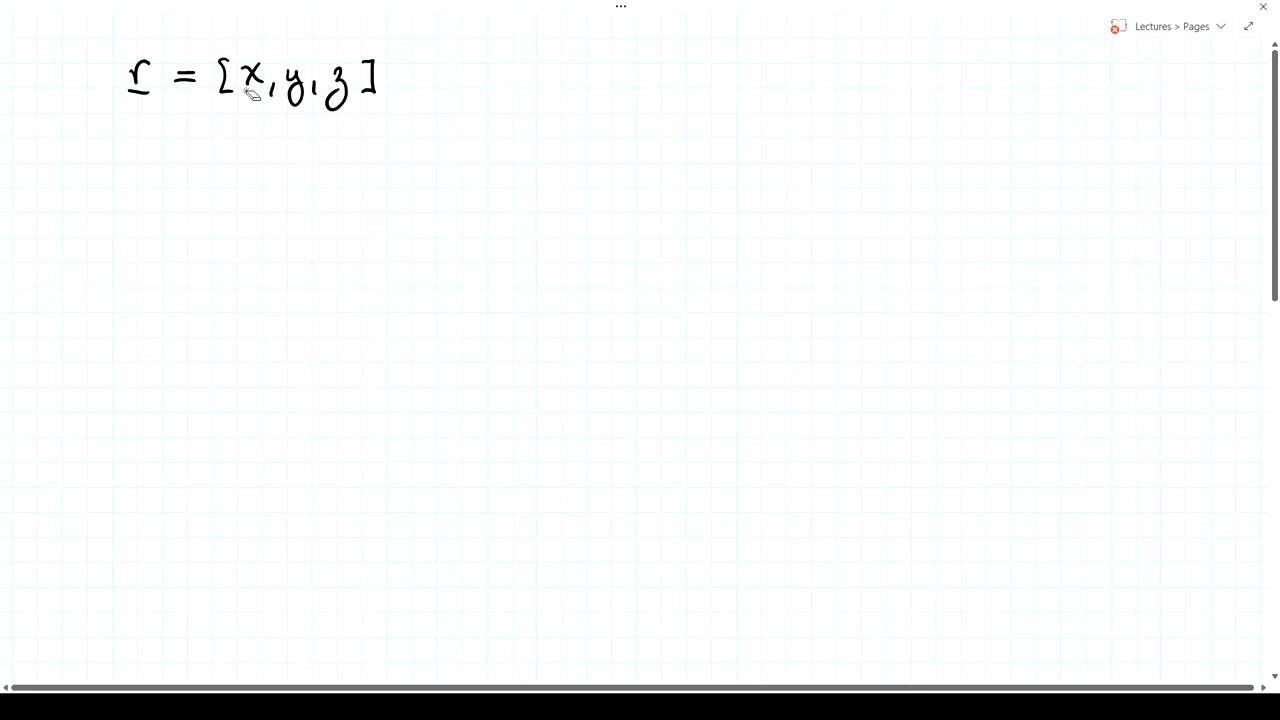 Lectures > Pages
r = [x, y, z]